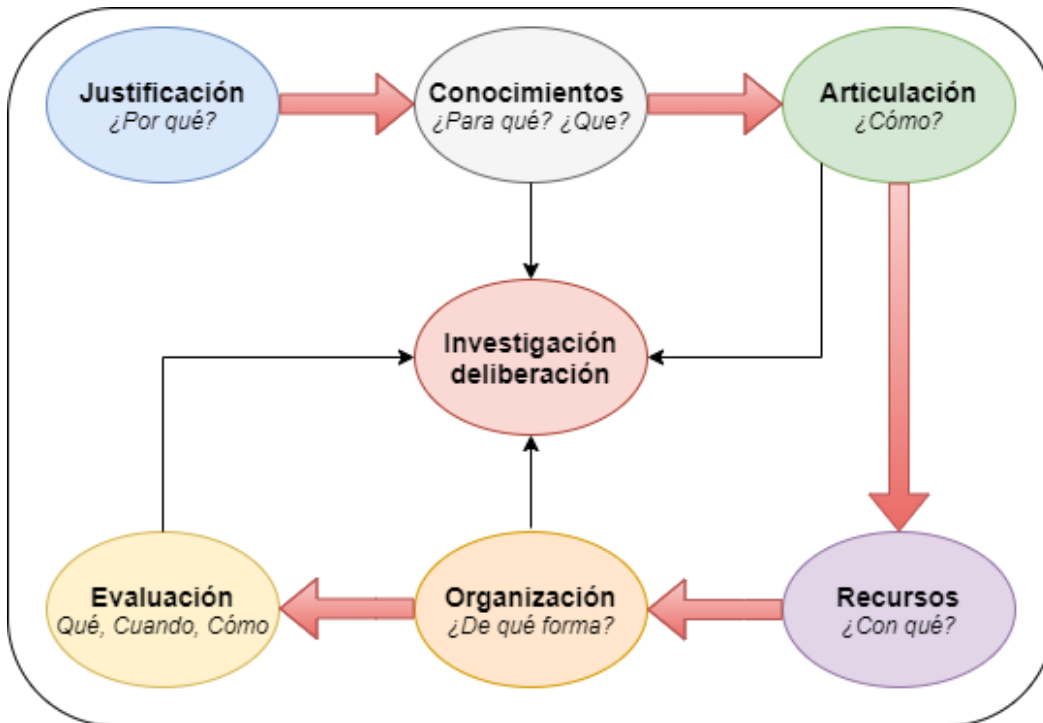 Justificación
¿Por qué?
Conocimientos
¿Para qué? ¿Que?
Articulación
¿Cómo?
Investigación
deliberación
Evaluación
Qué, Cuando, Cómo
Organización
¿De qué forma?
Recursos
¿Con qué?